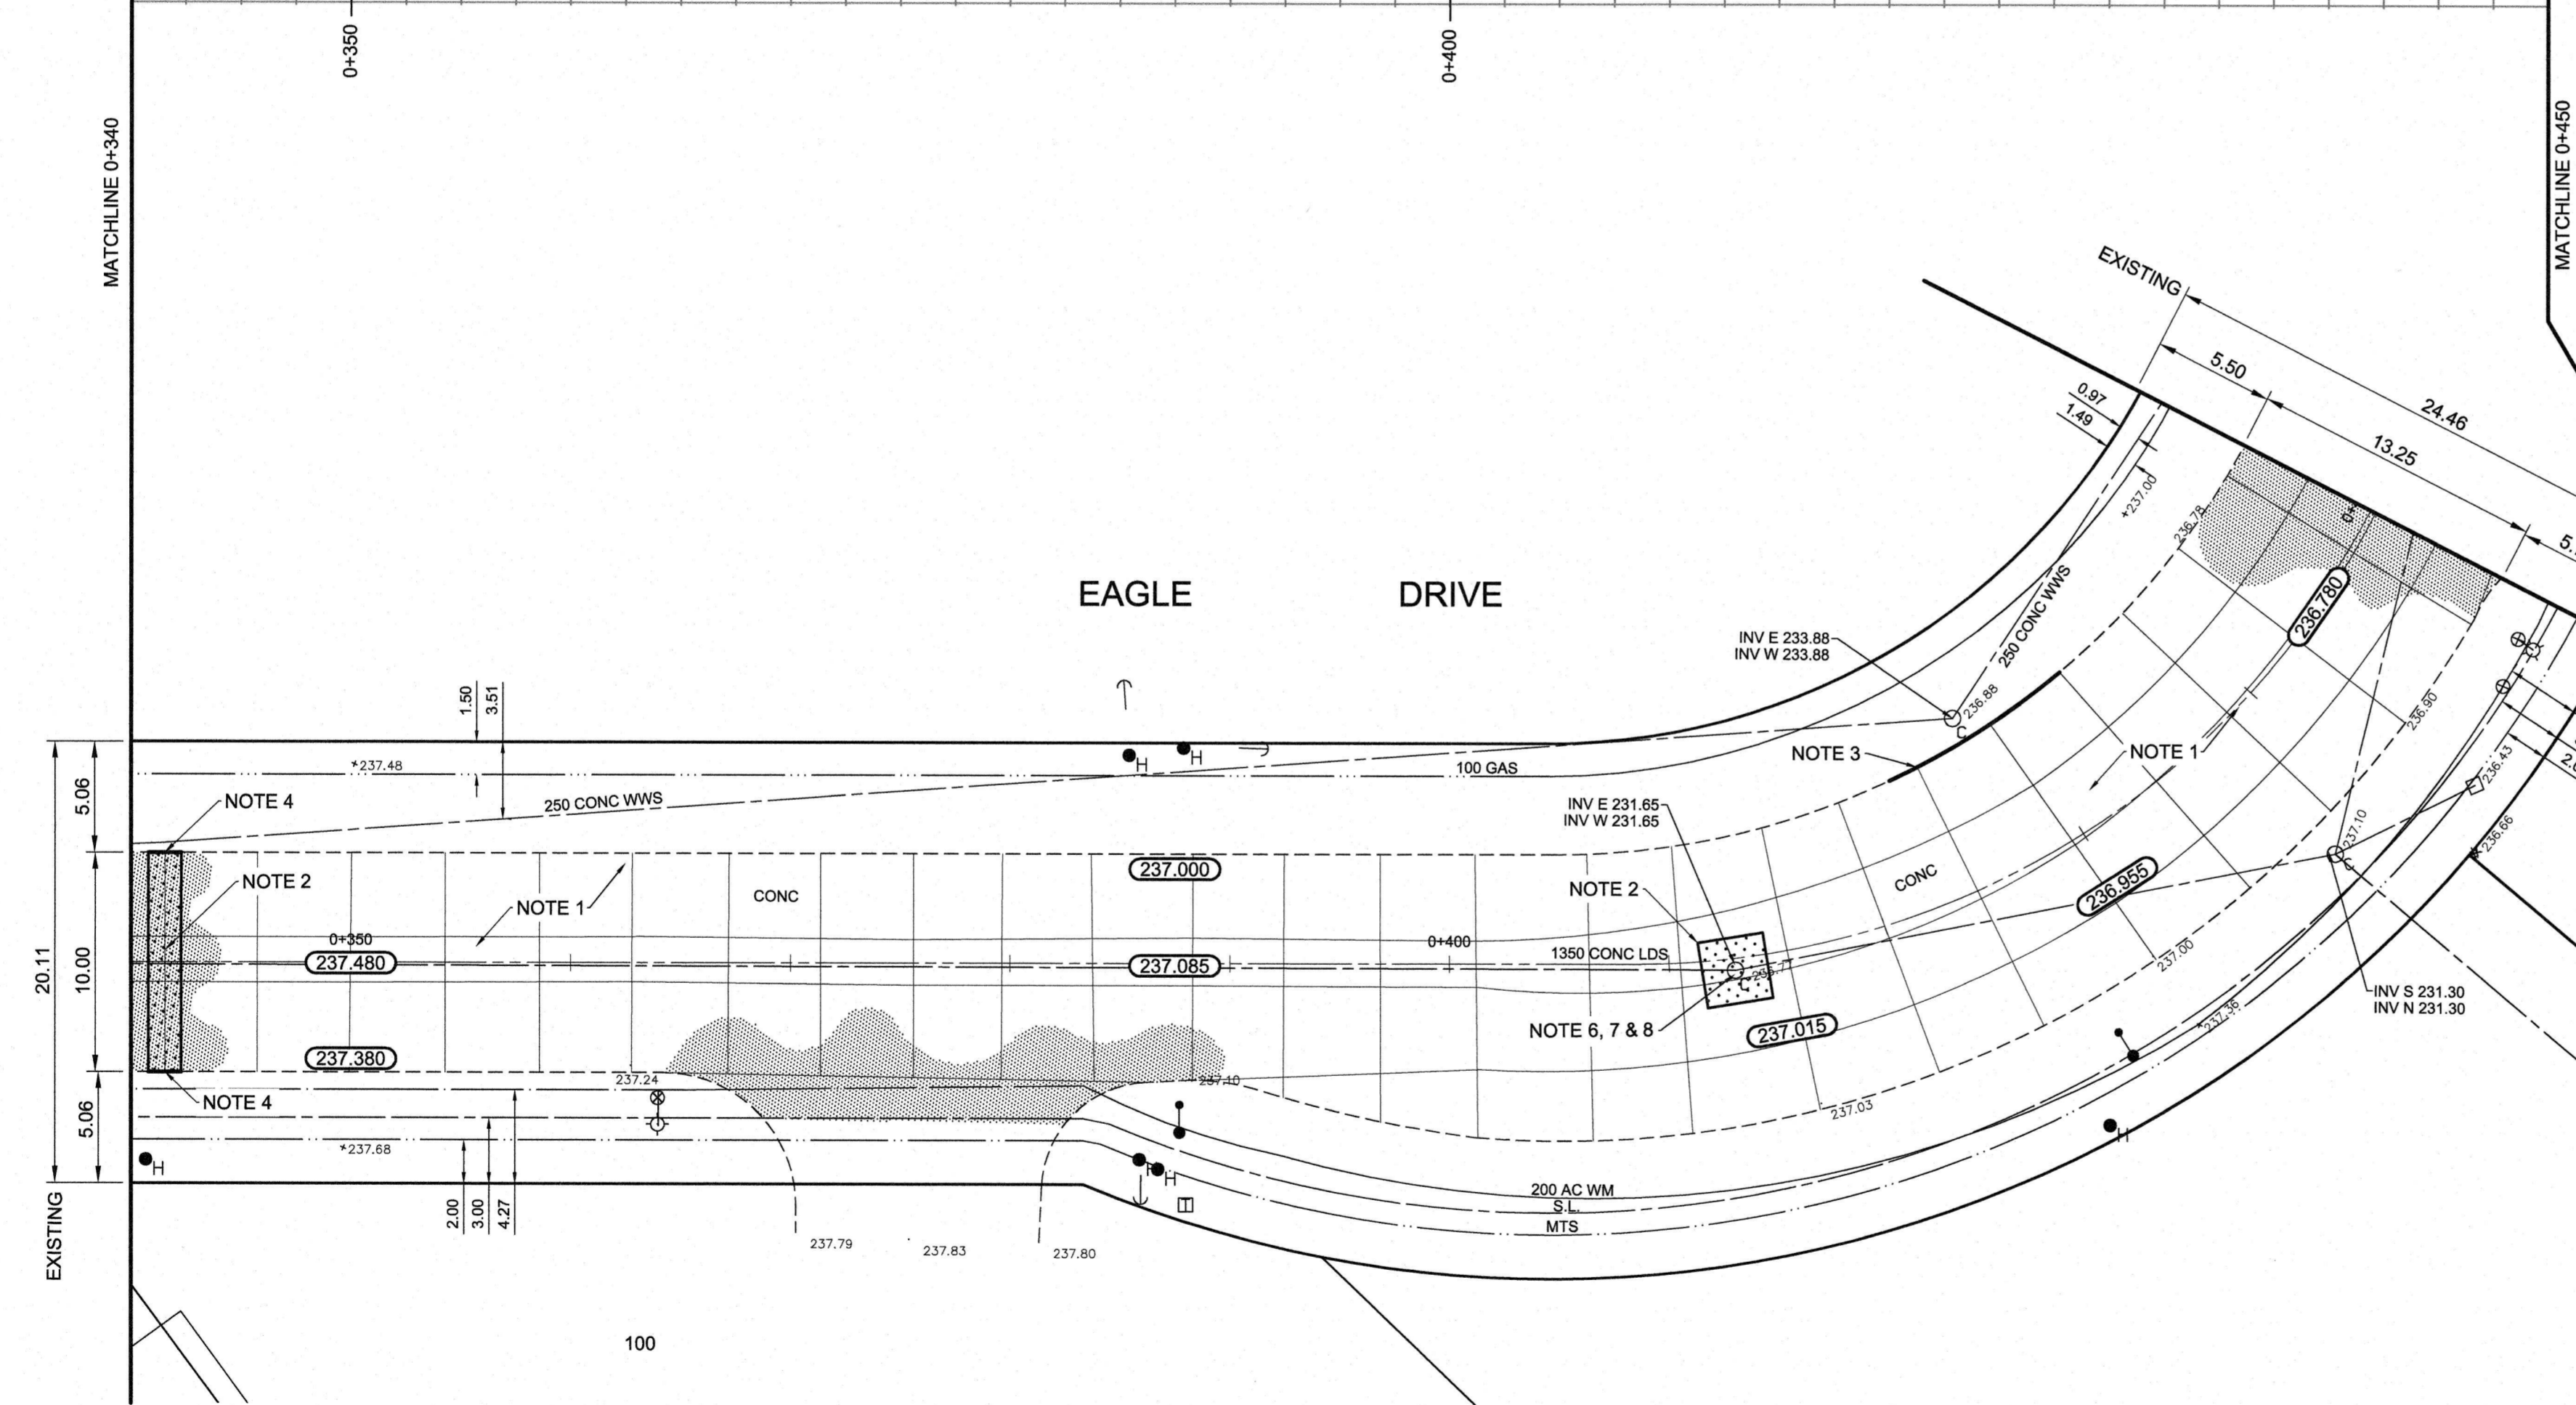 0+350
0+400
MATCHLINE 0+340
MATCHLINE 0+450
EXISTING
5.50
24.46
13.25
0.97
1.49
+237.00
236.78
236.780
250 CONC WWS
EAGLE DRIVE
INV E 233.88
INV W 233.88
236.88
C
1.50
3.51
H
H
*237.48
100 GAS
NOTE 3
NOTE 1
236.90
236.43
236.66
237.10
C
5.06
NOTE 4
250 CONC WWS
INV E 231.65
INV W 231.65
237.000
NOTE 2
NOTE 1
CONC
NOTE 2
CONC
236.955
20.11
10.00
0+350
237.480
237.085
0+400
1350 CONC LDS
237.00
INV S 231.30
INV N 231.30
NOTE 6, 7 & 8
237.015
*237.36
237.380
237.24
237.10
237.03
NOTE 4
5.06
*237.68
H
H
H
2.00
3.00
4.27
200 AC WM
S.L.
MTS
EXISTING
237.79
237.83
237.80
100